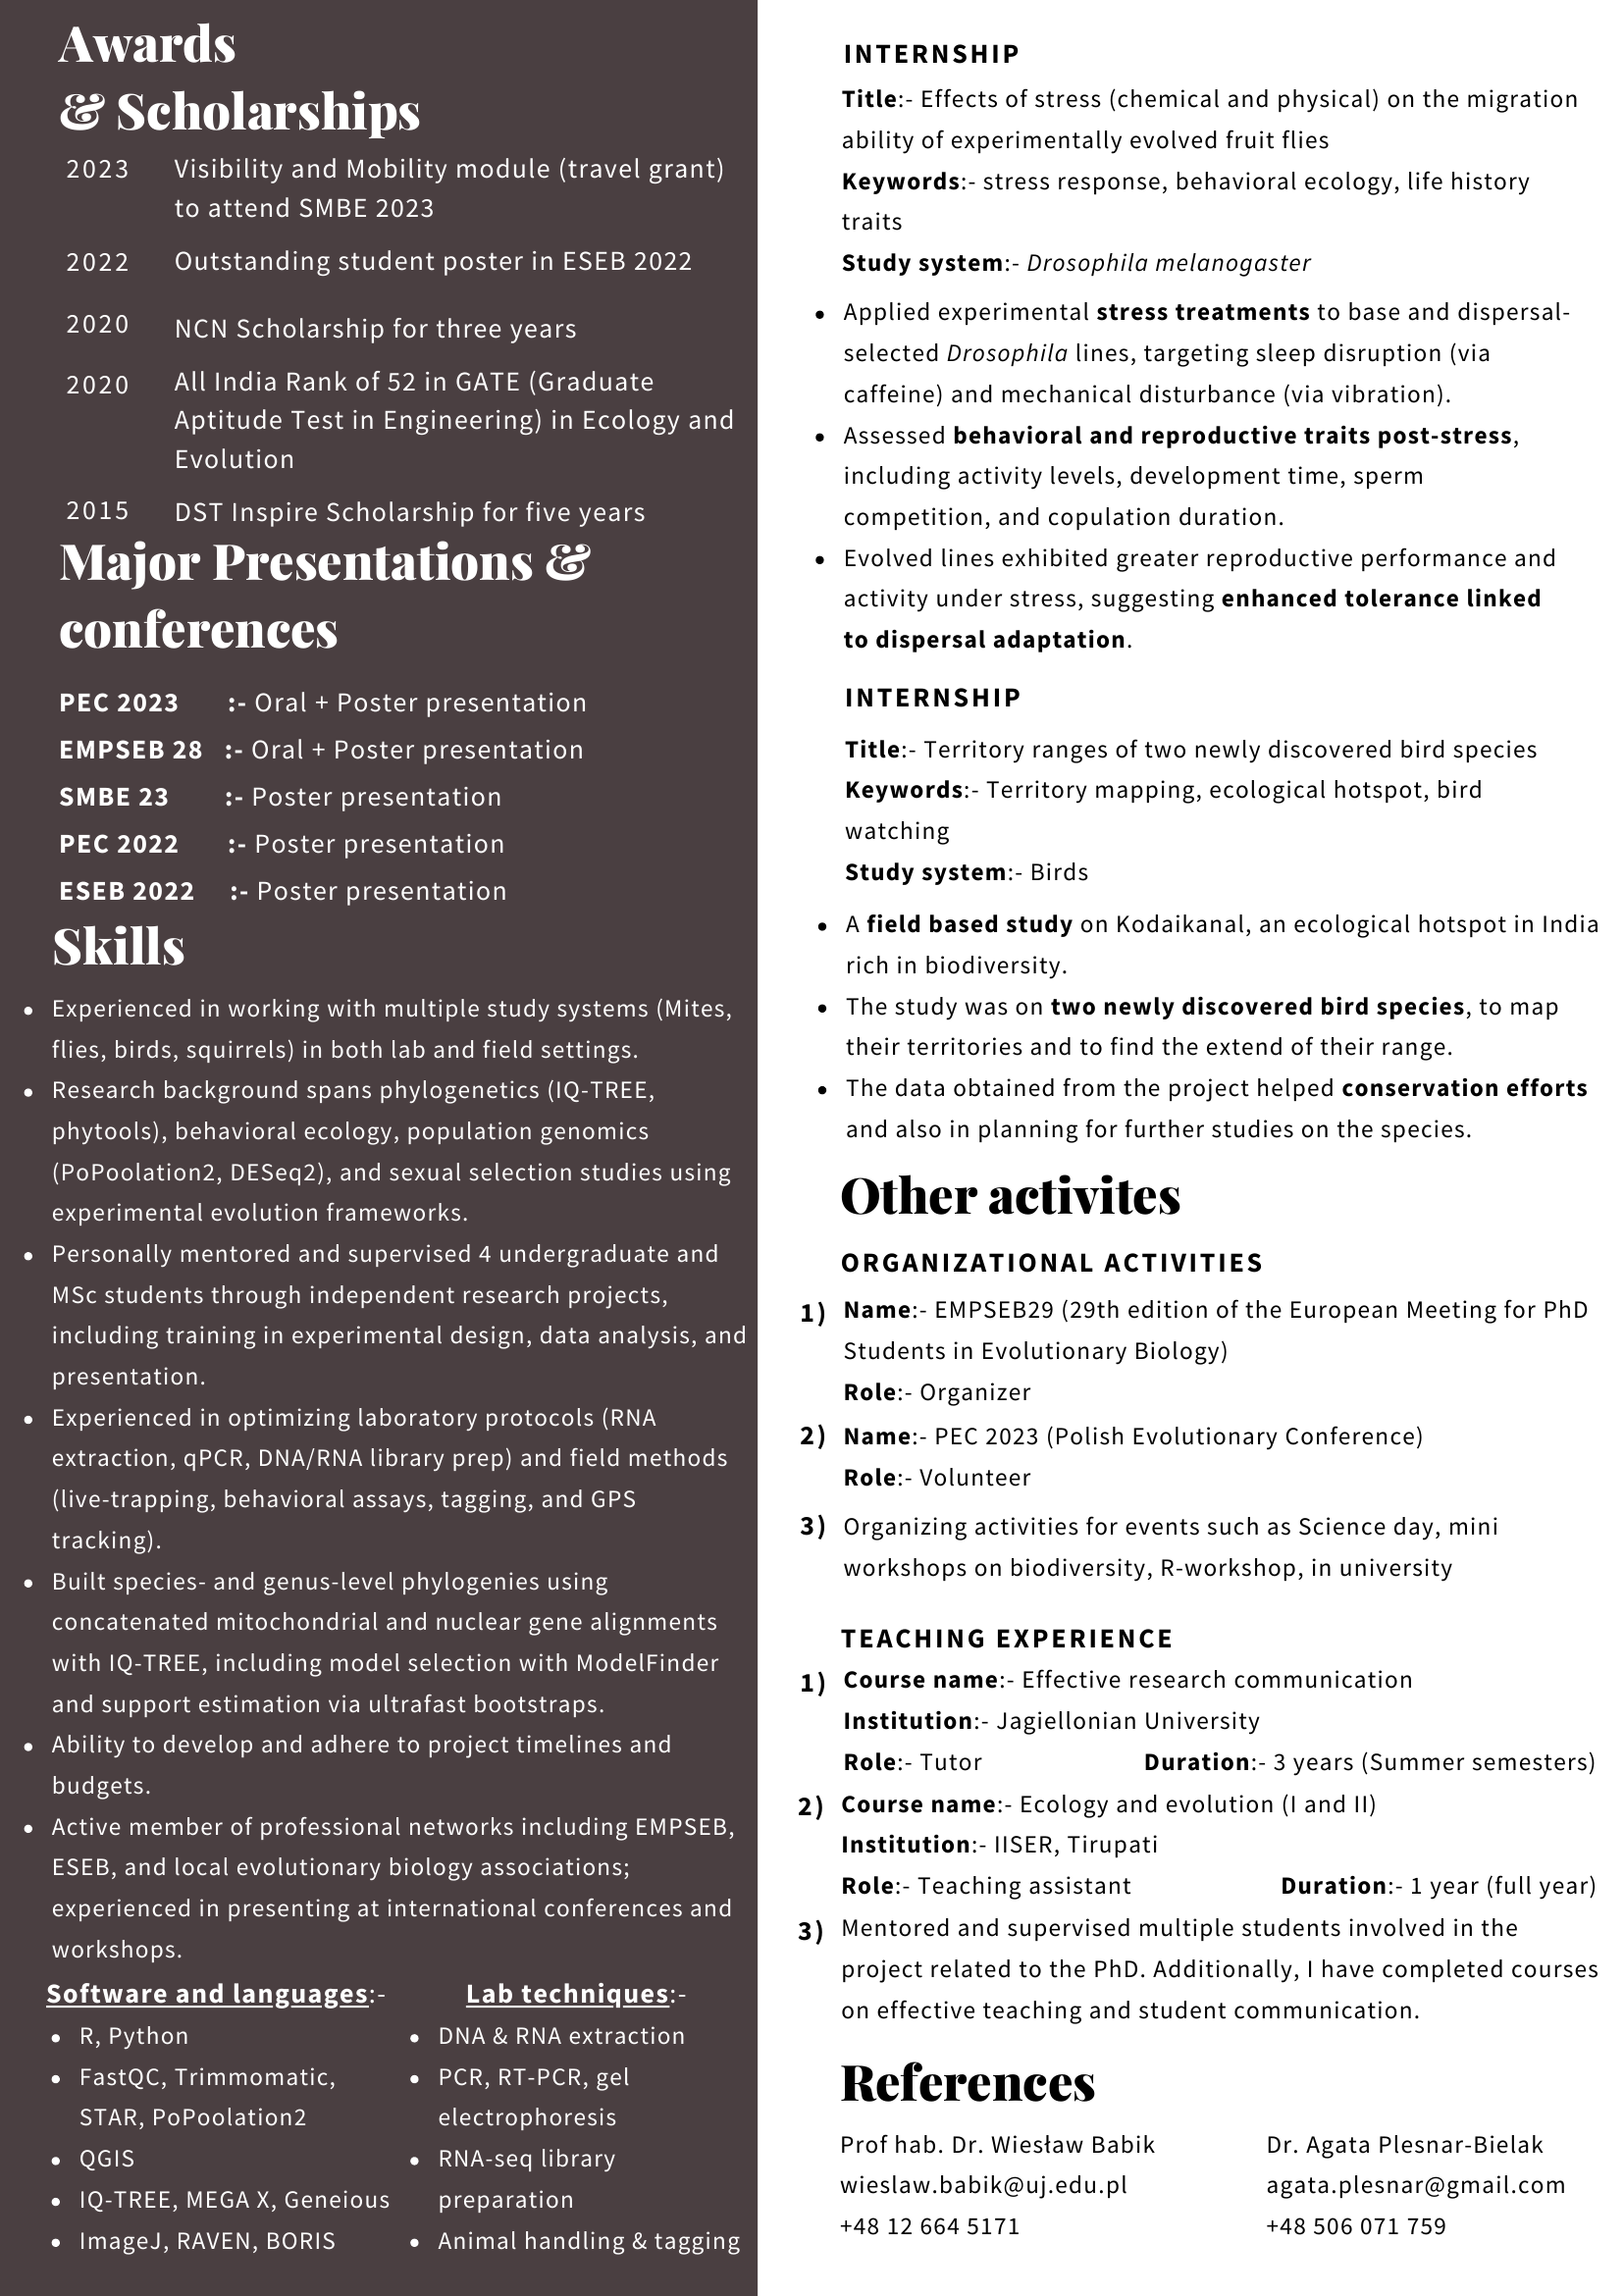 Awards
& Scholarships
2023 Visibility and Mobility module (travel grant)
to attend SMBE 2023
2022 Outstanding student poster in ESEB 2022
2020 NCN Scholarship for three years
2020 All India Rank of 52 in GATE (Graduate
Aptitude Test in Engineering) in Ecology and
Evolution
2015 DST Inspire Scholarship for five years
Major Presentations &
conferences
PEC 2023 :- Oral + Poster presentation
EMPSEB 28 :- Oral + Poster presentation
SMBE 23 :- Poster presentation
PEC 2022 :- Poster presentation
ESEB 2022 :- Poster presentation
Skills
• Experienced in working with multiple study systems (Mites,
flies, birds, squirrels) in both lab and field settings.
• Research background spans phylogenetics (IQ-TREE,
phytools), behavioral ecology, population genomics
(PoPoolation2, DESeq2), and sexual selection studies using
experimental evolution frameworks.
• Personally mentored and supervised 4 undergraduate and
MSc students through independent research projects,
including training in experimental design, data analysis, and
presentation.
• Experienced in optimizing laboratory protocols (RNA
extraction, qPCR, DNA/RNA library prep) and field methods
(live-trapping, behavioral assays, tagging, and GPS
tracking).
• Built species- and genus-level phylogenies using
concatenated mitochondrial and nuclear gene alignments
with IQ-TREE, including model selection with ModelFinder
and support estimation via ultrafast bootstraps.
• Ability to develop and adhere to project timelines and
budgets.
• Active member of professional networks including EMPSEB,
ESEB, and local evolutionary biology associations;
experienced in presenting at international conferences and
workshops.
Software and languages:-
• R, Python
• FastQC, Trimmomatic,
STAR, PoPoolation2
• QGIS
• IQ-TREE, MEGA X, Geneious
• ImageJ, RAVEN, BORIS
Lab techniques:-
• DNA & RNA extraction
• PCR, RT-PCR, gel
electrophoresis
• RNA-seq library
preparation
• Animal handling & tagging
INTERNSHIP
Title:- Effects of stress (chemical and physical) on the migration
ability of experimentally evolved fruit flies
Keywords:- stress response, behavioral ecology, life history
traits
Study system:- Drosophila melanogaster
• Applied experimental stress treatments to base and dispersal-
selected Drosophila lines, targeting sleep disruption (via
caffeine) and mechanical disturbance (via vibration).
• Assessed behavioral and reproductive traits post-stress,
including activity levels, development time, sperm
competition, and copulation duration.
• Evolved lines exhibited greater reproductive performance and
activity under stress, suggesting enhanced tolerance linked
to dispersal adaptation.
INTERNSHIP
Title:- Territory ranges of two newly discovered bird species
Keywords:- Territory mapping, ecological hotspot, bird
watching
Study system:- Birds
• A field based study on Kodaikanal, an ecological hotspot in India
rich in biodiversity.
• The study was on two newly discovered bird species, to map
their territories and to find the extend of their range.
• The data obtained from the project helped conservation efforts
and also in planning for further studies on the species.
Other activites
ORGANIZATIONAL ACTIVITIES
1) Name:- EMPSEB29 (29th edition of the European Meeting for PhD
Students in Evolutionary Biology)
Role:- Organizer
2) Name:- PEC 2023 (Polish Evolutionary Conference)
Role:- Volunteer
3) Organizing activities for events such as Science day, mini
workshops on biodiversity, R-workshop, in university
TEACHING EXPERIENCE
1) Course name:- Effective research communication
Institution:- Jagiellonian University
Role:- Tutor Duration:- 3 years (Summer semesters)
2) Course name:- Ecology and evolution (I and II)
Institution:- IISER, Tirupati
Role:- Teaching assistant Duration:- 1 year (full year)
3) Mentored and supervised multiple students involved in the
project related to the PhD. Additionally, I have completed courses
on effective teaching and student communication.
References
Prof hab. Dr. Wiesław Babik
wieslaw.babik@uj.edu.pl
+48 12 664 5171
Dr. Agata Plesnar-Bielak
agata.plesnar@gmail.com
+48 506 071 759